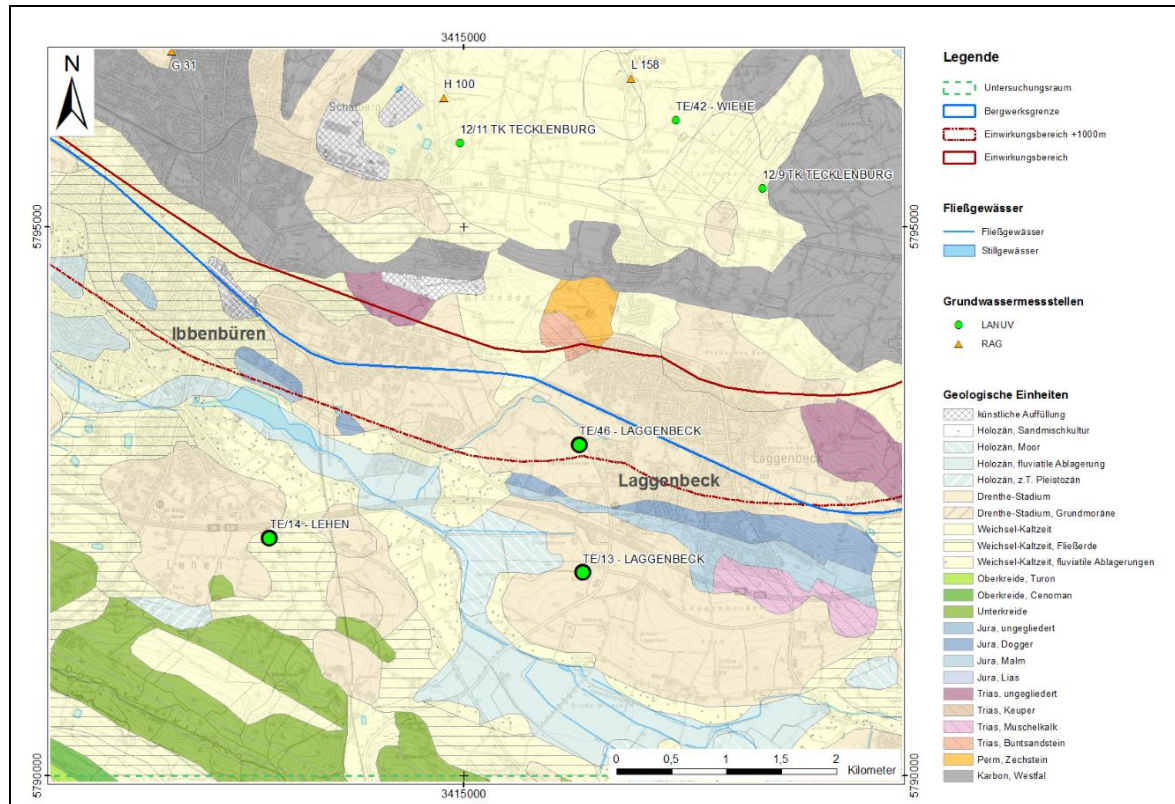 3415000
N
G 31
H 100
L 158
Schafberg
TE/42 - WIEHE
12/11 TK TECKLENBURG
12/9 TK TECKLENBURG
5795000
5795000
Ibbenbüren
TE/46 - LAGGENBECK
Laggenbeck
Laggenbeck
TE/14 - LEHEN
Lehen
TE/13 - LAGGENBECK
0 0,5 1 1,5 2
Kilometer
5790000
5790000
3415000
Legende
Untersuchungsraum
Bergwerksgrenze
Einwirkungsbereich +1000m
Einwirkungsbereich
Fließgewässer
Fließgewässer
Stillgewässer
Grundwassermessstellen
LANUV
RAG
Geologische Einheiten
künstliche Auffüllung
Holozän, Sandmischkultur
Holozän, Moor
Holozän, fluviatile Ablagerung
Holozän, z.T. Pleistozän
Drenthe-Stadium
Drenthe-Stadium, Grundmoräne
Weichsel-Kaltzeit
Weichsel-Kaltzeit, Fließerde
Weichsel-Kaltzeit, fluviatile Ablagerungen
Oberkreide, Turon
Oberkreide, Cenoman
Unterkreide
Jura, ungegliedert
Jura, Dogger
Jura, Malm
Jura, Lias
Trias, ungegliedert
Trias, Keuper
Trias, Muschelkalk
Trias, Buntsandstein
Perm, Zechstein
Karbon, Westfal